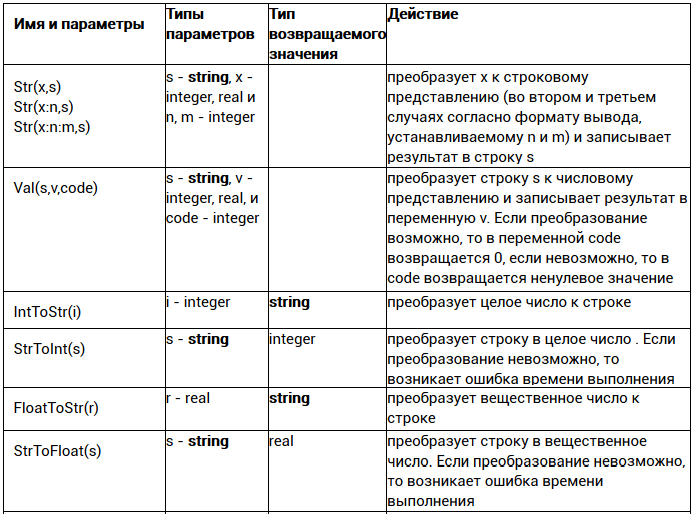 Имя и параметры
Типы
параметров
Тип
возвращаемого
значения
Действие
Str(x,s)
Str(x:n,s)
Str(x:n:m,s)
s - string, x -
integer, real и
n, m - integer
преобразует x к строковому
представлению (во втором и третьем
случаях согласно формату вывода,
устанавливаемому n и m) и записывает
результат в строку s
Val(s,v,code)
s - string, v -
integer, real, и
code - integer
преобразует строку s к числовому
представлению и записывает результат в
переменную v. Если преобразование
возможно, то в переменной code
возвращается 0, если невозможно, то в
code возвращается ненулевое значение
IntToStr(i)
i - integer
string
преобразует целое число к строке
StrToInt(s)
s - string
integer
преобразует строку в целое число . Если
преобразование невозможно, то
возникает ошибка времени выполнения
FloatToStr(r)
r - real
string
преобразует вещественное число к
строке
StrToFloat(s)
s - string
real
преобразует строку в вещественное
число. Если преобразование невозможно,
то возникает ошибка времени
выполнения